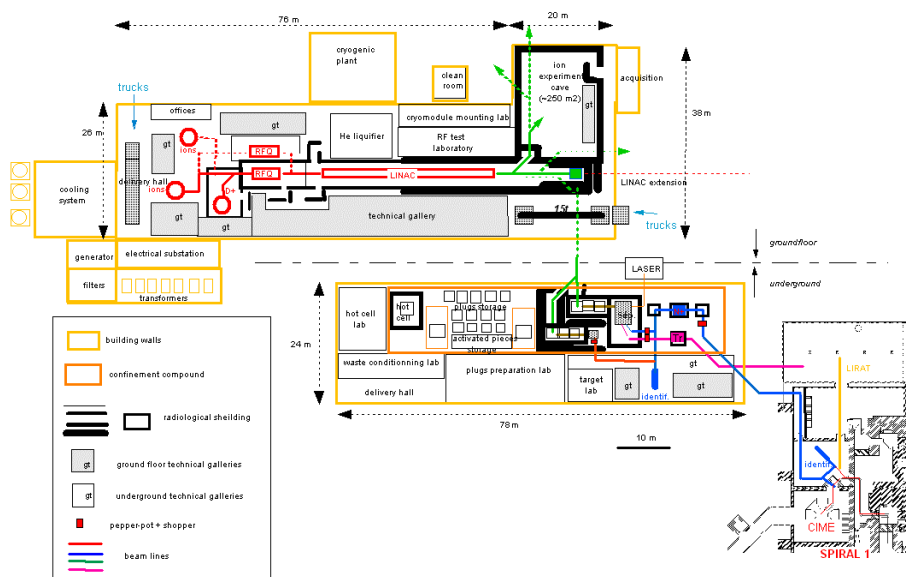 76 m
20 m
cryogenic
plant
clean
room
ion
experiment
cave
(~250 m2)
acquisition
trucks
38 m
26 m
offices
gt
gt
gt
cryomodule mounting lab
He liquifier
RF test
laboratory
ions
RFQ
delivery hall
RFQ
LINAC
ions
D+
LINAC extension
cooling
system
gt
gt
technical gallery
15t
trucks
generator
electrical substation
groundfloor
LASER
filters
transformers
underground
hot cell
lab
hot
cell
plugs storage
24 m
activated pieces
storage
waste conditionning lab
plugs preparation lab
gt
LIRAT
delivery hall
target
lab
gt
gt
identif.
78 m
10 m
building walls
confinement compound
radiological sheilding
gt
ground floor technical galleries
gt
underground technical galleries
pepper-pot + shopper
beam lines
identif.
CIME
SPIRAL 1